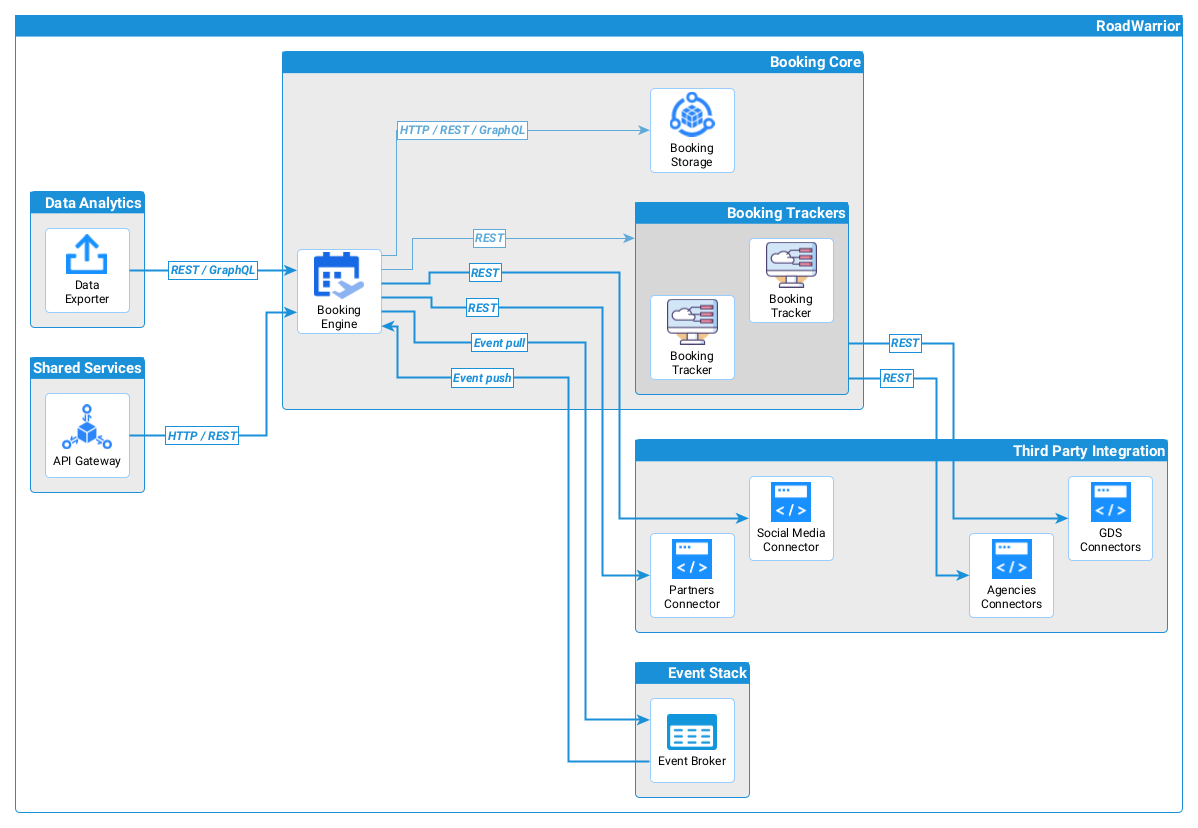 RoadWarrior
Booking Core
HTTP / REST / GraphQL
Booking
Storage
Data Analytics
Data
Exporter
REST / GraphQL
Booking Trackers
REST
Booking
Tracker
Booking
Tracker
Booking
Engine
REST
REST
Event pull
Event push
REST
REST
Shared Services
API Gateway
HTTP / REST
Third Party Integration
Social Media
Connector
GDS
Connectors
Partners
Connector
Agencies
Connectors
Event Stack
Event Broker